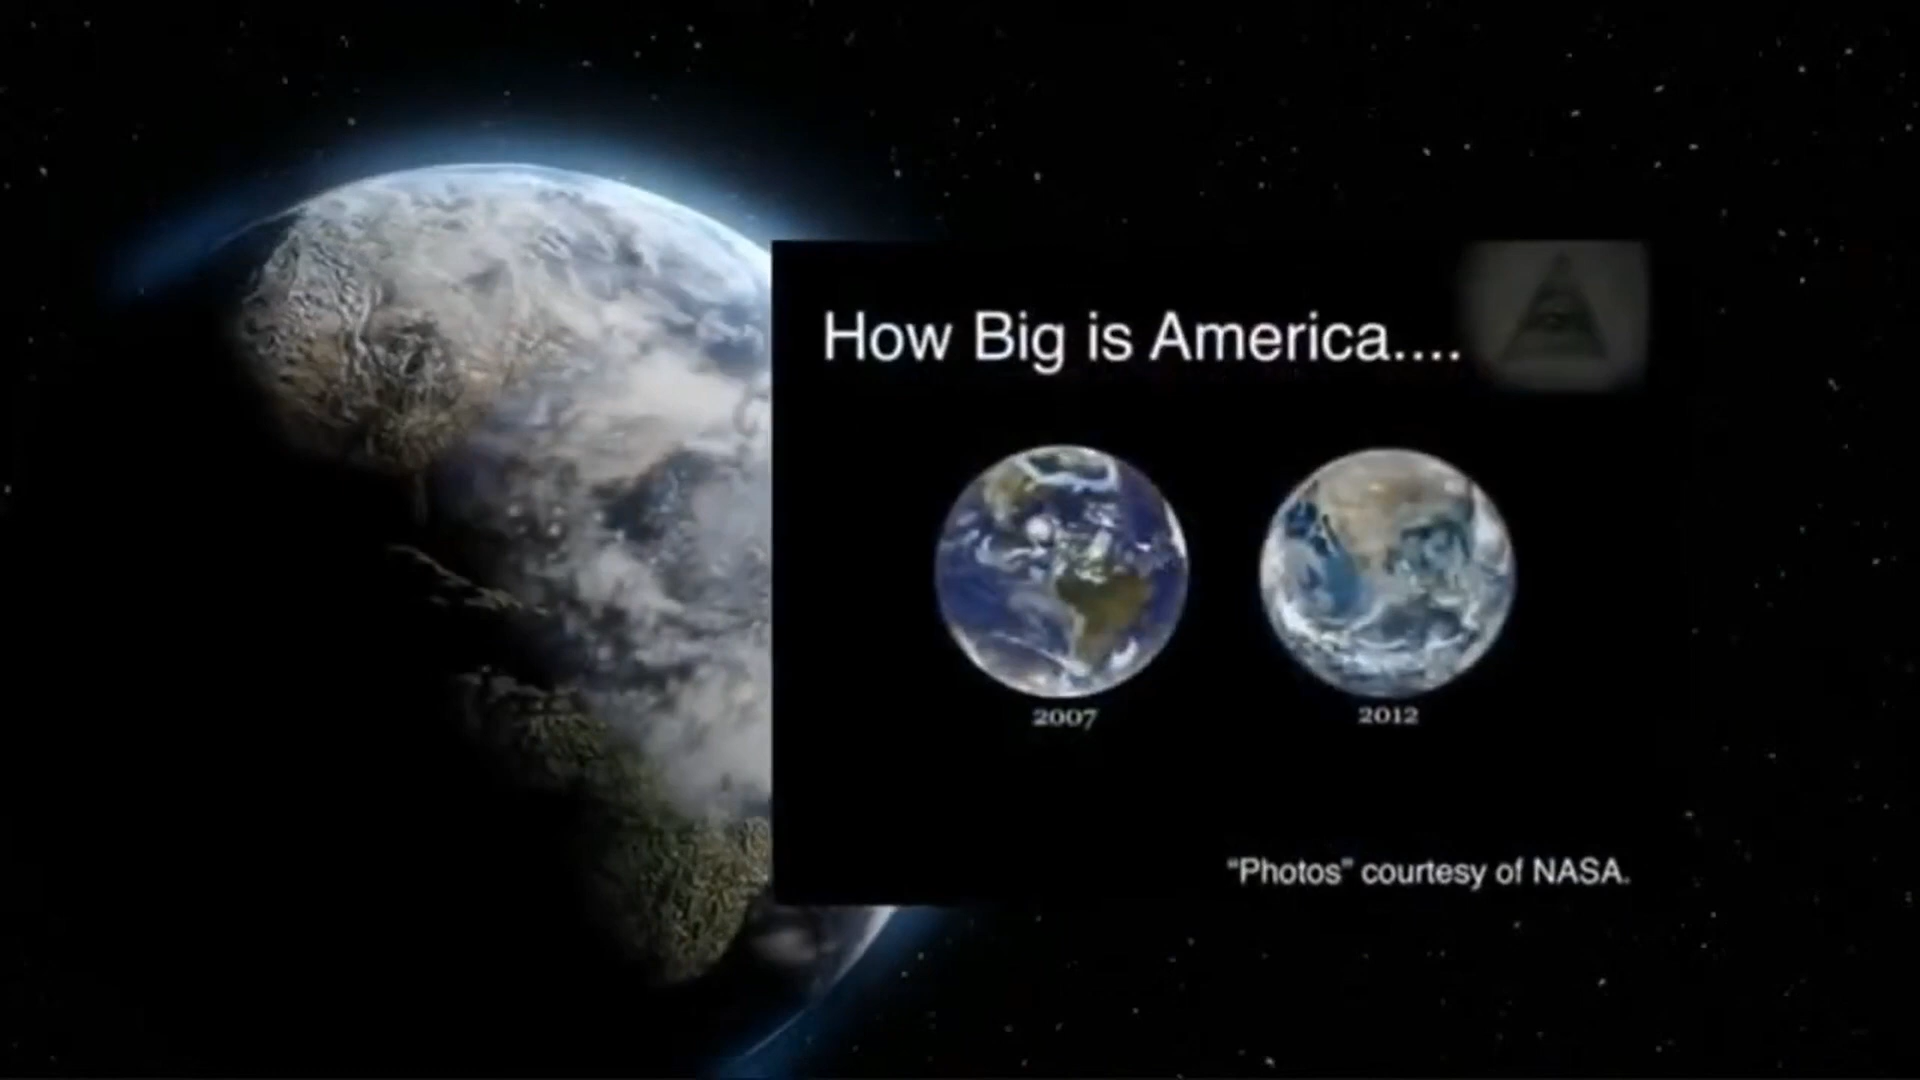 How Big is America....
2007
2012
“Photos” courtesy of NASA.